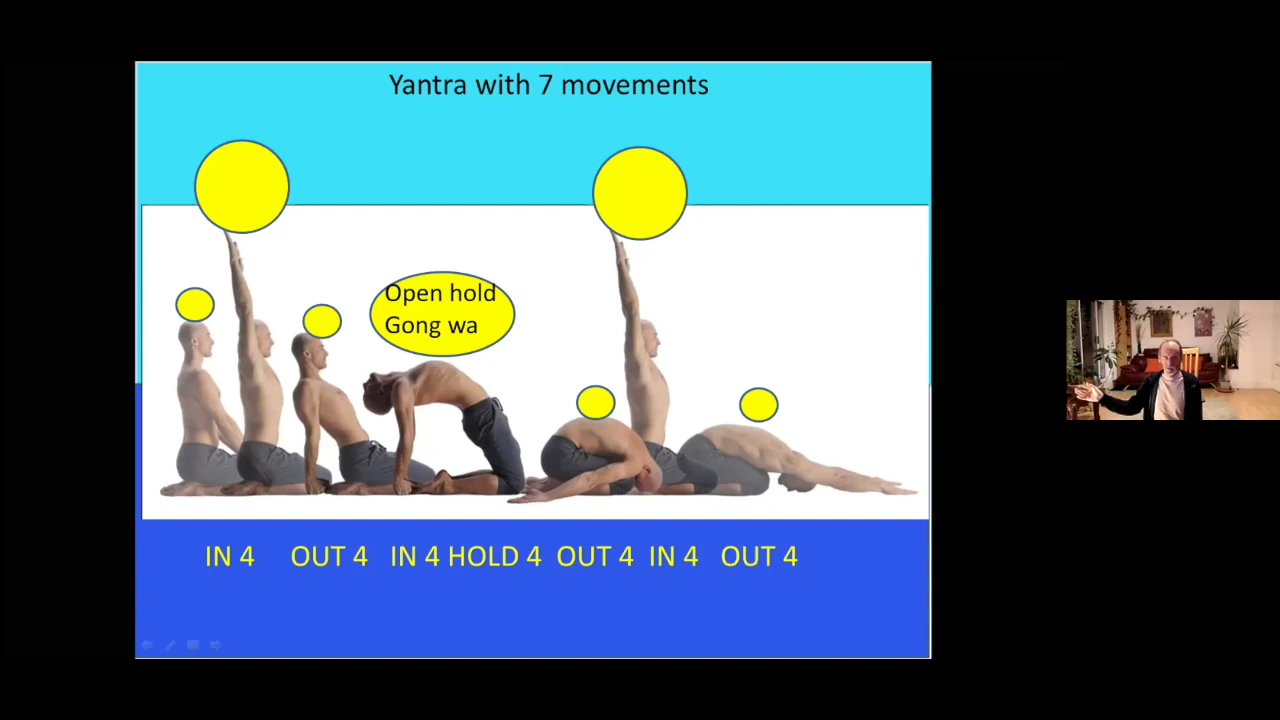 Yantra with 7 movements
Open hold
Gong wa
IN 4 OUT 4 IN 4 HOLD 4 OUT 4 IN 4 OUT 4